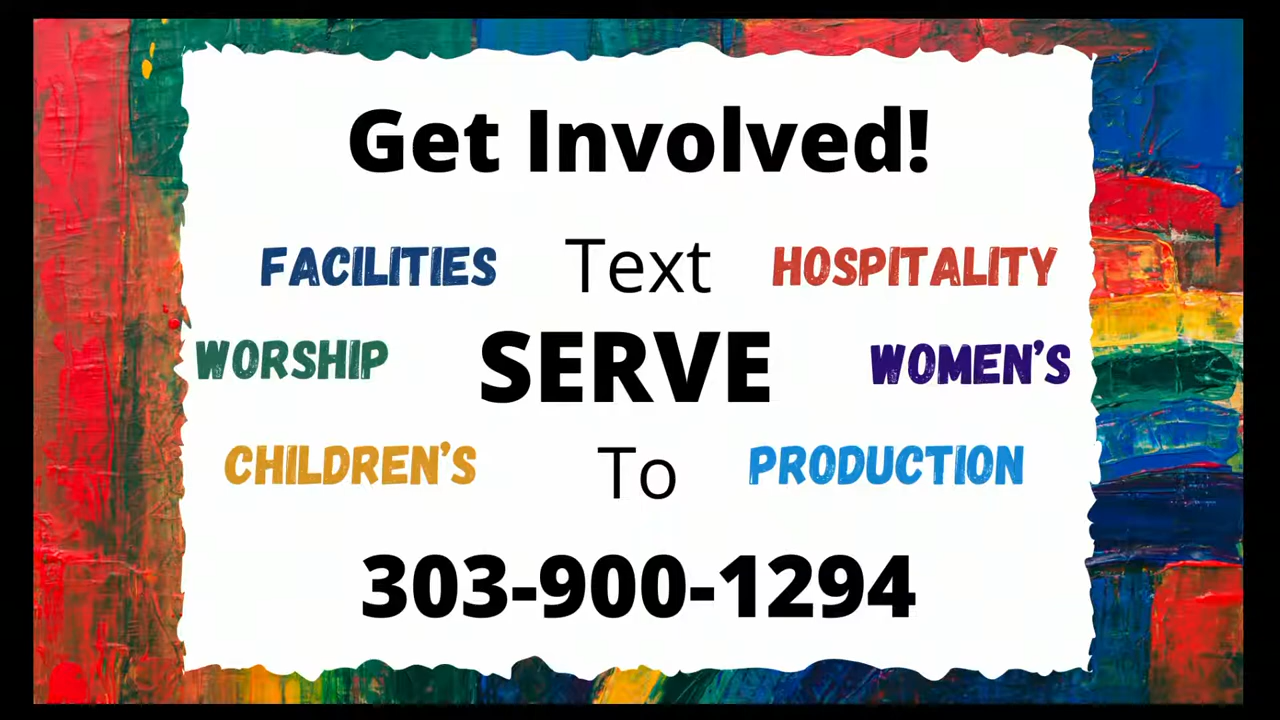 Get Involved!
FACILITIES Text HOSPITALITY
WORSHIP SERVE WOMEN'S
CHILDREN'S To PRODUCTION
303-900-1294